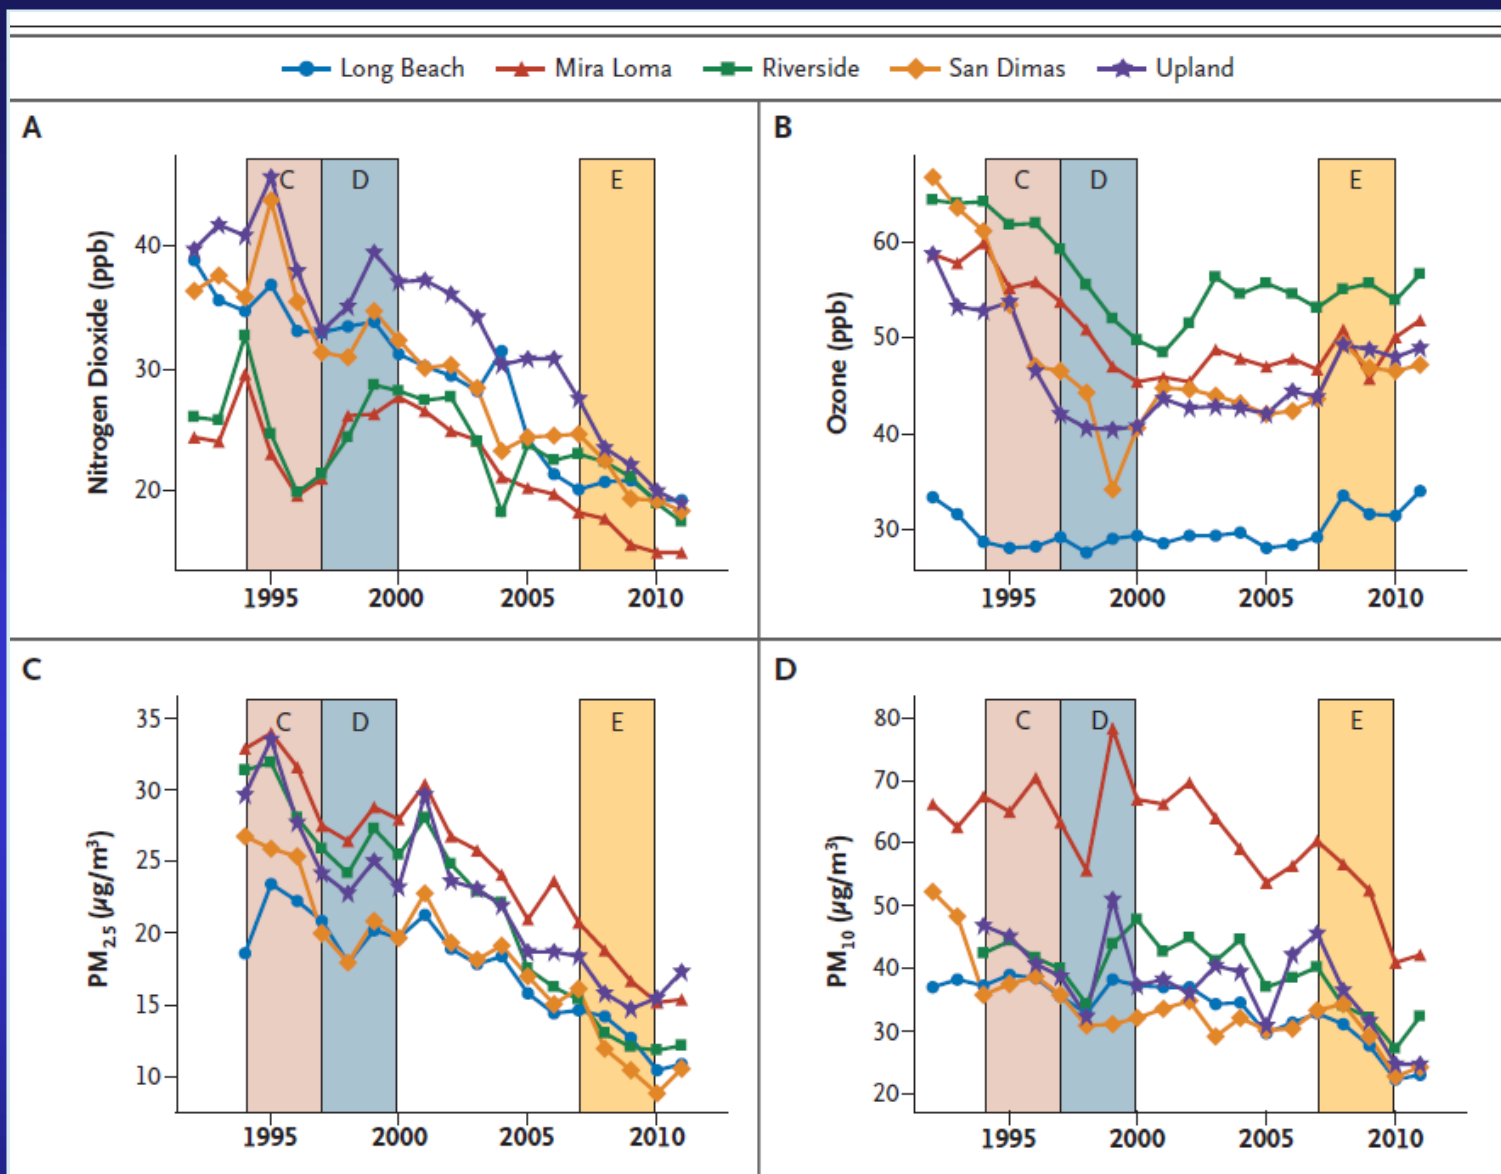 Long Beach Mira Loma Riverside San Dimas Upland
A
C D E
Nitrogen Dioxide (ppb)
40
30
20
1995 2000 2005 2010
B
C D E
Ozone (ppb)
60
50
40
30
1995 2000 2005 2010
C
C D E
PM2.5 (µg/m³)
35
30
25
20
15
10
1995 2000 2005 2010
D
C D E
PM10 (µg/m³)
80
70
60
50
40
30
20
1995 2000 2005 2010